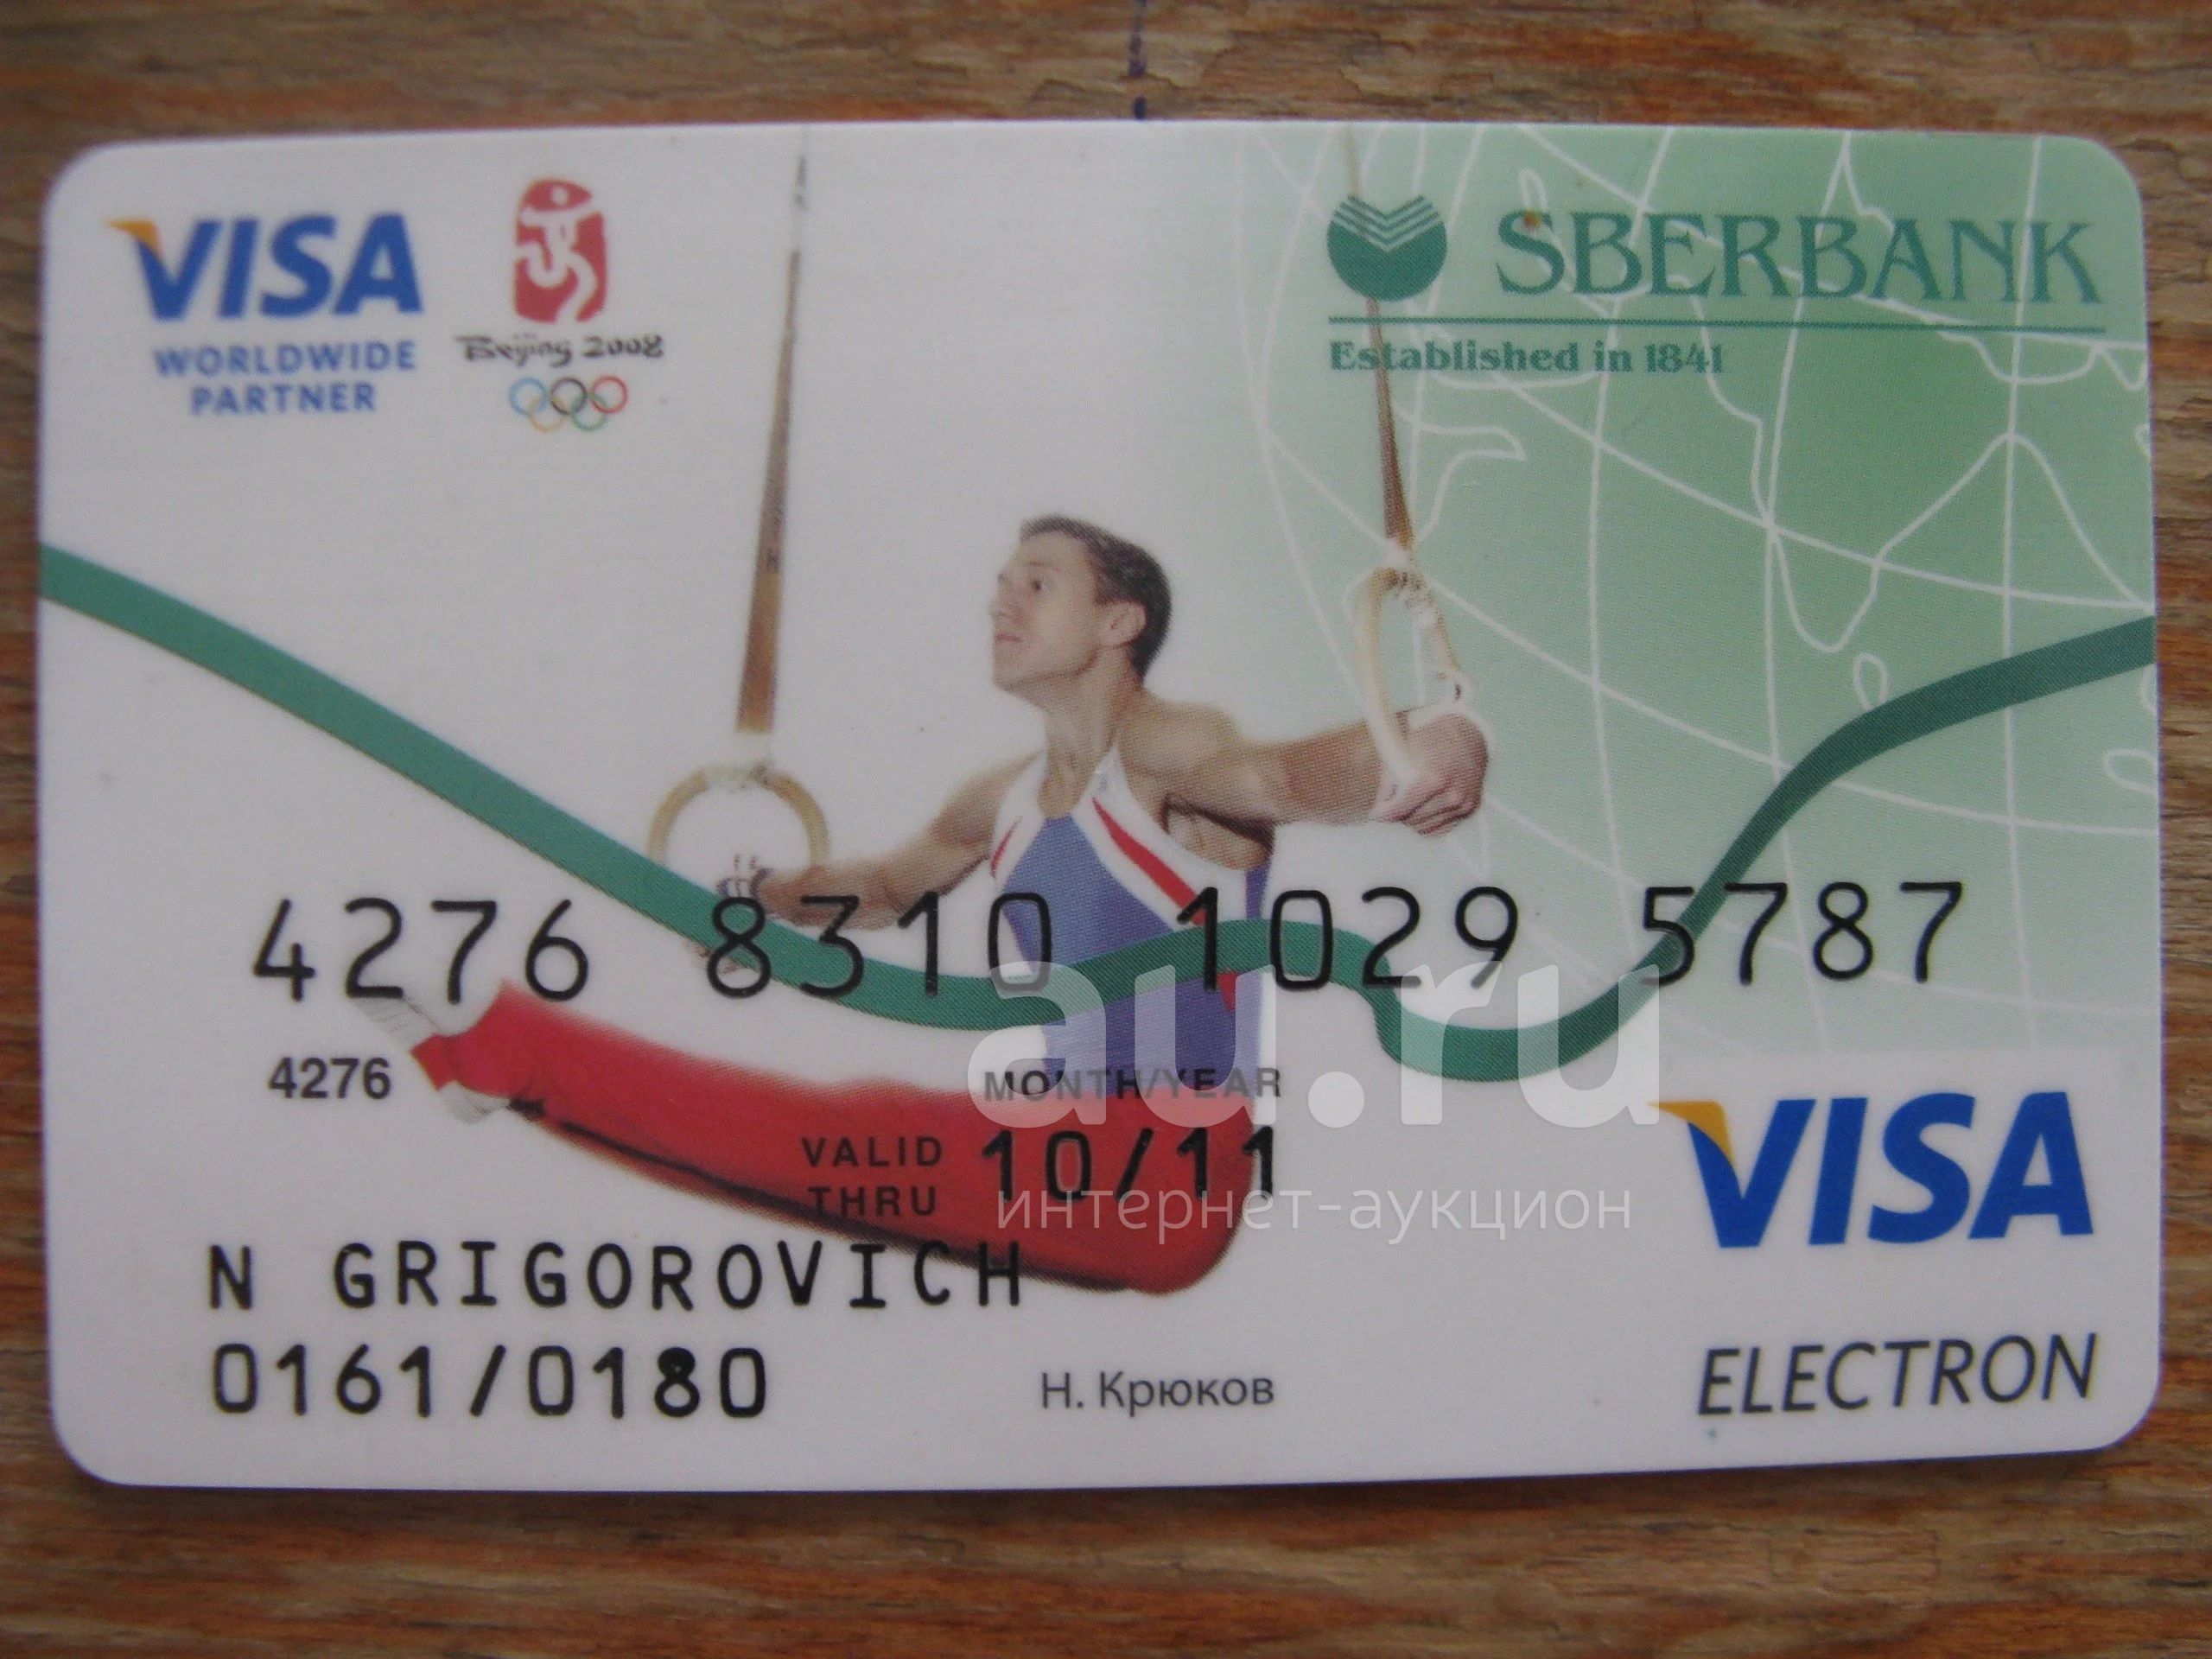 VISA
WORLDWIDE
PARTNER
Beijing 2008
SBERBANK
Established in 1841
4276 8310 1029 5787
4276
MONTH/YEAR
VALID
THRU
10/11
N GRIGOROVICH
0161/0180
Н. Крюков
VISA
ELECTRON
au.ru
интернет-аукцион